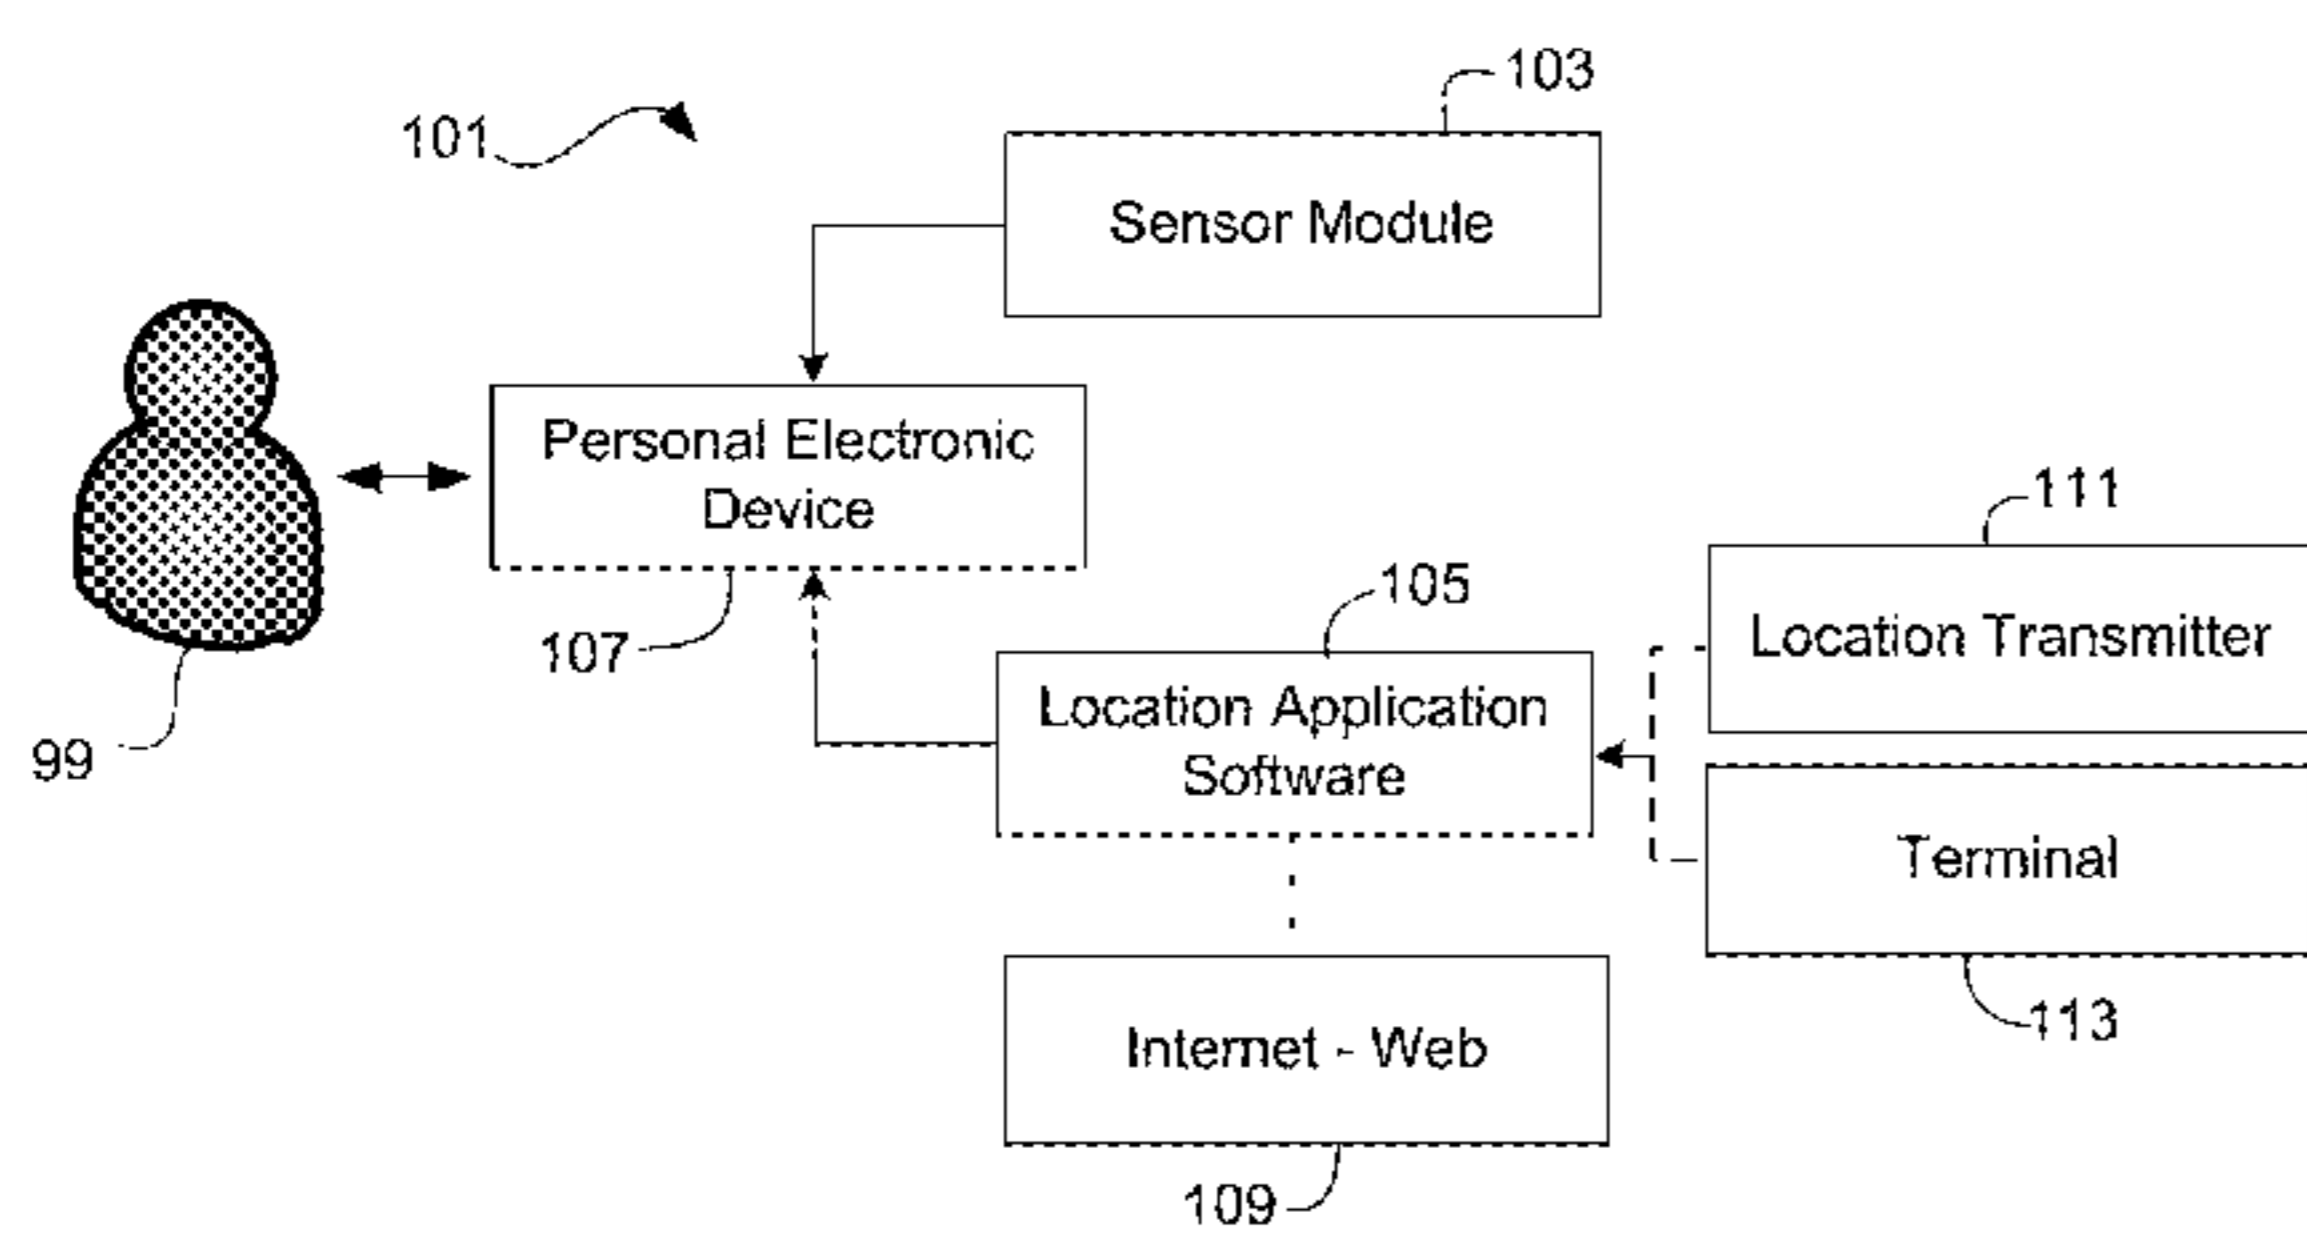 103
101
Sensor Module
Personal Electronic
Device
111
105
107
Location Transmitter
Location Application
Software
99
Terminal
113
Internet - Web
109